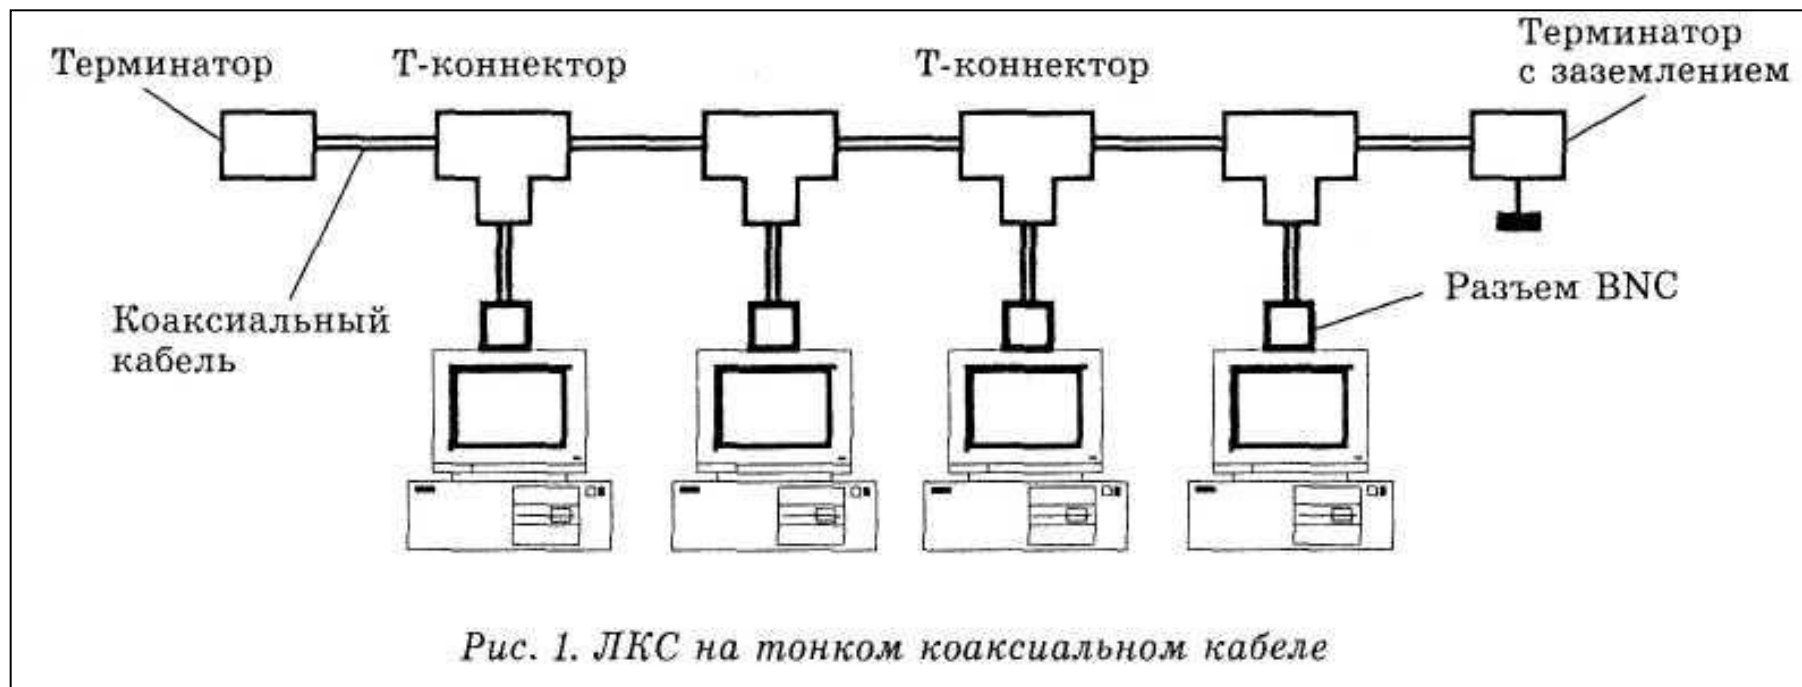 Терминатор
Т-коннектор
Т-коннектор
Терминатор
с заземлением
Коаксиальный
кабель
Разъем BNC
Рис. 1. ЛКС на тонком коаксиальном кабеле